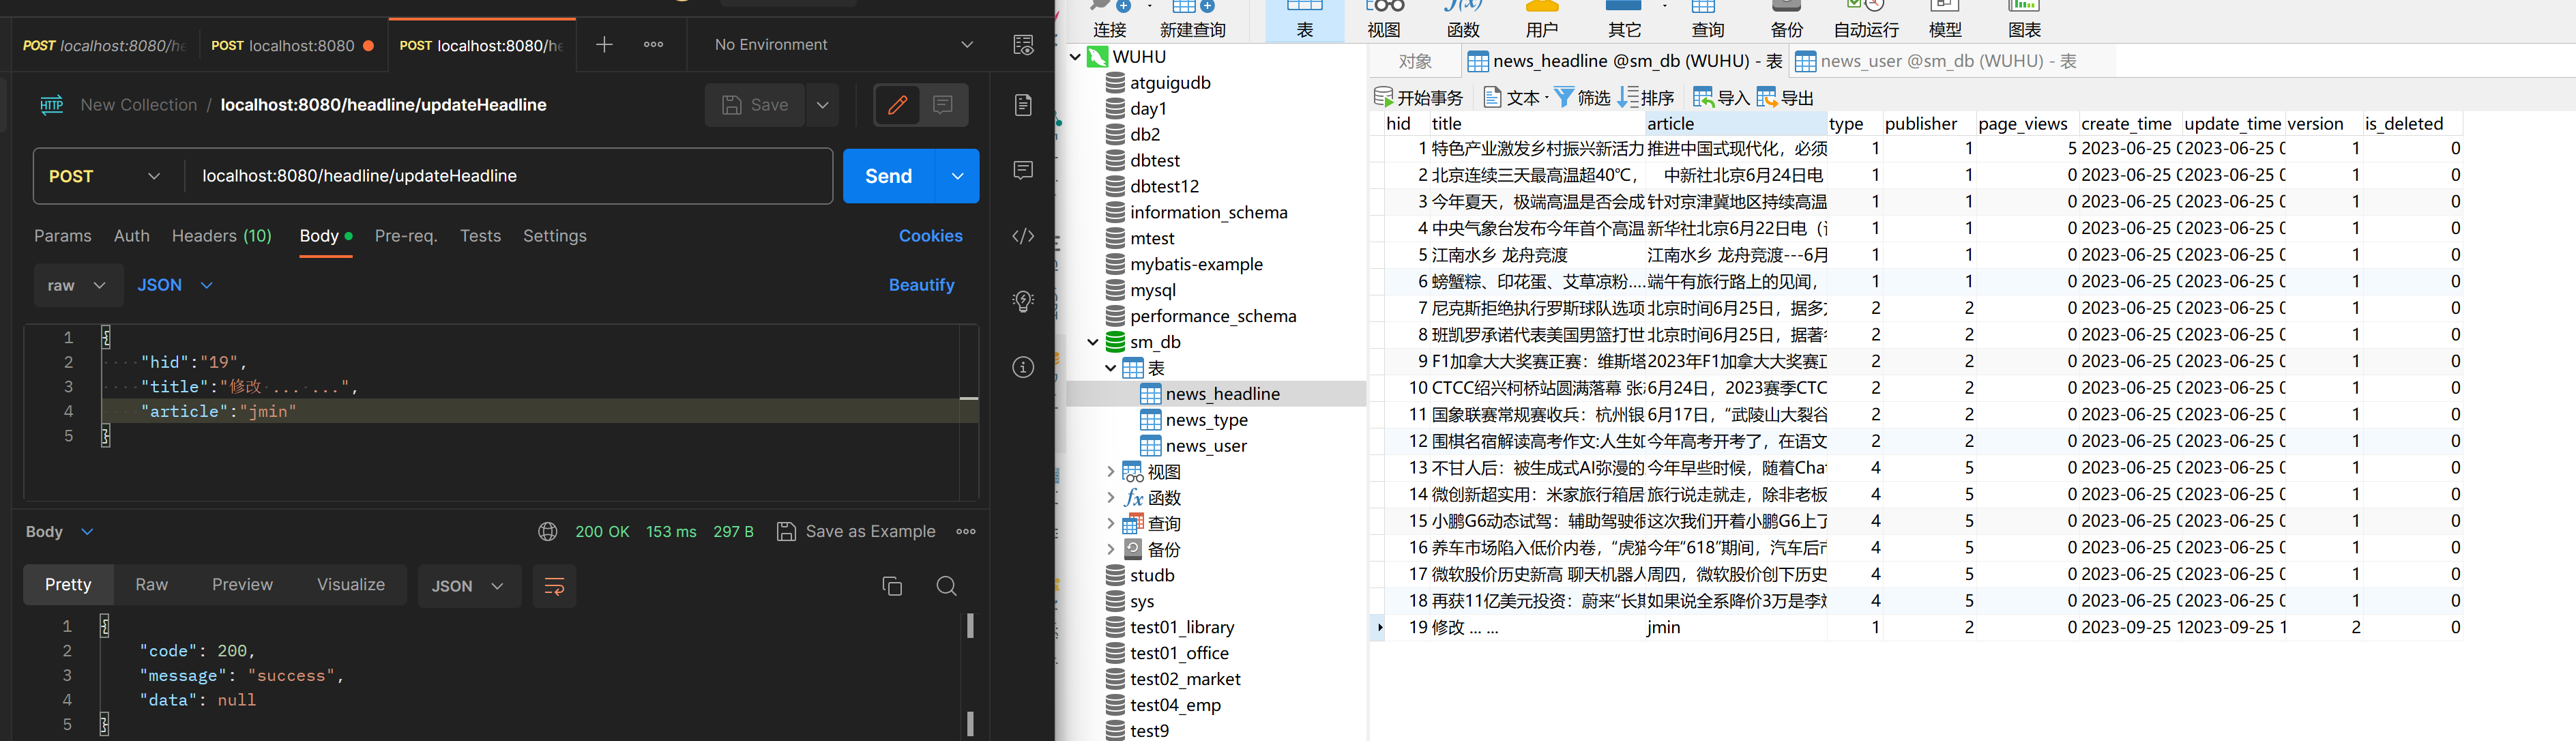 POST localhost:8080/he
POST localhost:8080
POST localhost:8080/he
No Environment
HTTP
New Collection / localhost:8080/headline/updateHeadline
Save
POST
localhost:8080/headline/updateHeadline
Send
Params Auth Headers (10) Body Pre-req. Tests Settings Cookies
raw JSON Beautify
1 {
2 "hid":"19",
3 "title":"修改 ... ...",
4 "article":"jmin"
5 }
Body 200 OK 153 ms 297 B Save as Example
Pretty Raw Preview Visualize JSON
1 {
2 "code": 200,
3 "message": "success",
4 "data": null
5 }
连接 新建查询 表 视图 函数 用户 其它 查询 备份 自动运行 模型 图表
WUHU
atguigudb
day1
db2
dbtest
dbtest12
information_schema
mtest
mybatis-example
mysql
performance_schema
sm_db
表
news_headline
news_type
news_user
视图
函数
查询
备份
studb
sys
test01_library
test01_office
test02_market
test04_emp
test9
对象 news_headline @sm_db (WUHU) - 表 news_user @sm_db (WUHU) - 表
开始事务 文本 筛选 排序 导入 导出
hid title article type publisher page_views create_time update_time version is_deleted
1 特色产业激发乡村振兴新活力 推进中国式现代化，必须 1 1 5 2023-06-25 0 2023-06-25 0 1 0
2 北京连续三天最高温超40℃， 中新社北京6月24日电 1 1 0 2023-06-25 0 2023-06-25 0 1 0
3 今年夏天，极端高温是否会成 针对京津冀地区持续高温 1 1 0 2023-06-25 0 2023-06-25 0 1 0
4 中央气象台发布今年首个高温 新华社北京6月22日电（ 1 1 0 2023-06-25 0 2023-06-25 0 1 0
5 江南水乡 龙舟竞渡 江南水乡 龙舟竞渡---6月 1 1 0 2023-06-25 0 2023-06-25 0 1 0
6 螃蟹粽、印花蛋、艾草凉粉.... 端午有旅行路上的见闻， 1 1 0 2023-06-25 0 2023-06-25 0 1 0
7 尼克斯拒绝执行罗斯球队选项 北京时间6月25日，据多 2 2 0 2023-06-25 0 2023-06-25 0 1 0
8 班凯罗承诺代表美国男篮打世 北京时间6月25日，据著 2 2 0 2023-06-25 0 2023-06-25 0 1 0
9 F1加拿大大奖赛正赛：维斯塔 2023年F1加拿大大奖赛正 2 2 0 2023-06-25 0 2023-06-25 0 1 0
10 CTCC绍兴柯桥站圆满落幕 张 6月24日，2023赛季CTC 2 2 0 2023-06-25 0 2023-06-25 0 1 0
11 国象联赛常规赛收兵：杭州银 6月17日，“武陵山大裂谷 2 2 0 2023-06-25 0 2023-06-25 0 1 0
12 围棋名宿解读高考作文:人生如 今年高考开考了，在语文 2 2 0 2023-06-25 0 2023-06-25 0 1 0
13 不甘人后：被生成式AI弥漫的 今年早些时候，随着Cha 4 5 0 2023-06-25 0 2023-06-25 0 1 0
14 微创新超实用：米家旅行箱居 旅行说走就走，除非老板 4 5 0 2023-06-25 0 2023-06-25 0 1 0
15 小鹏G6动态试驾：辅助驾驶很 这次我们开着小鹏G6上了 4 5 0 2023-06-25 0 2023-06-25 0 1 0
16 养车市场陷入低价内卷，“虎猫 今年“618”期间，汽车后市 4 5 0 2023-06-25 0 2023-06-25 0 1 0
17 微软股价历史新高 聊天机器人 周四，微软股价创下历史 4 5 0 2023-06-25 0 2023-06-25 0 1 0
18 再获11亿美元投资：蔚来“长期 如果说全系降价3万是李 4 5 0 2023-06-25 0 2023-06-25 0 1 0
19 修改 ... ... jmin 1 2 0 2023-09-25 1 2023-09-25 1 2 0